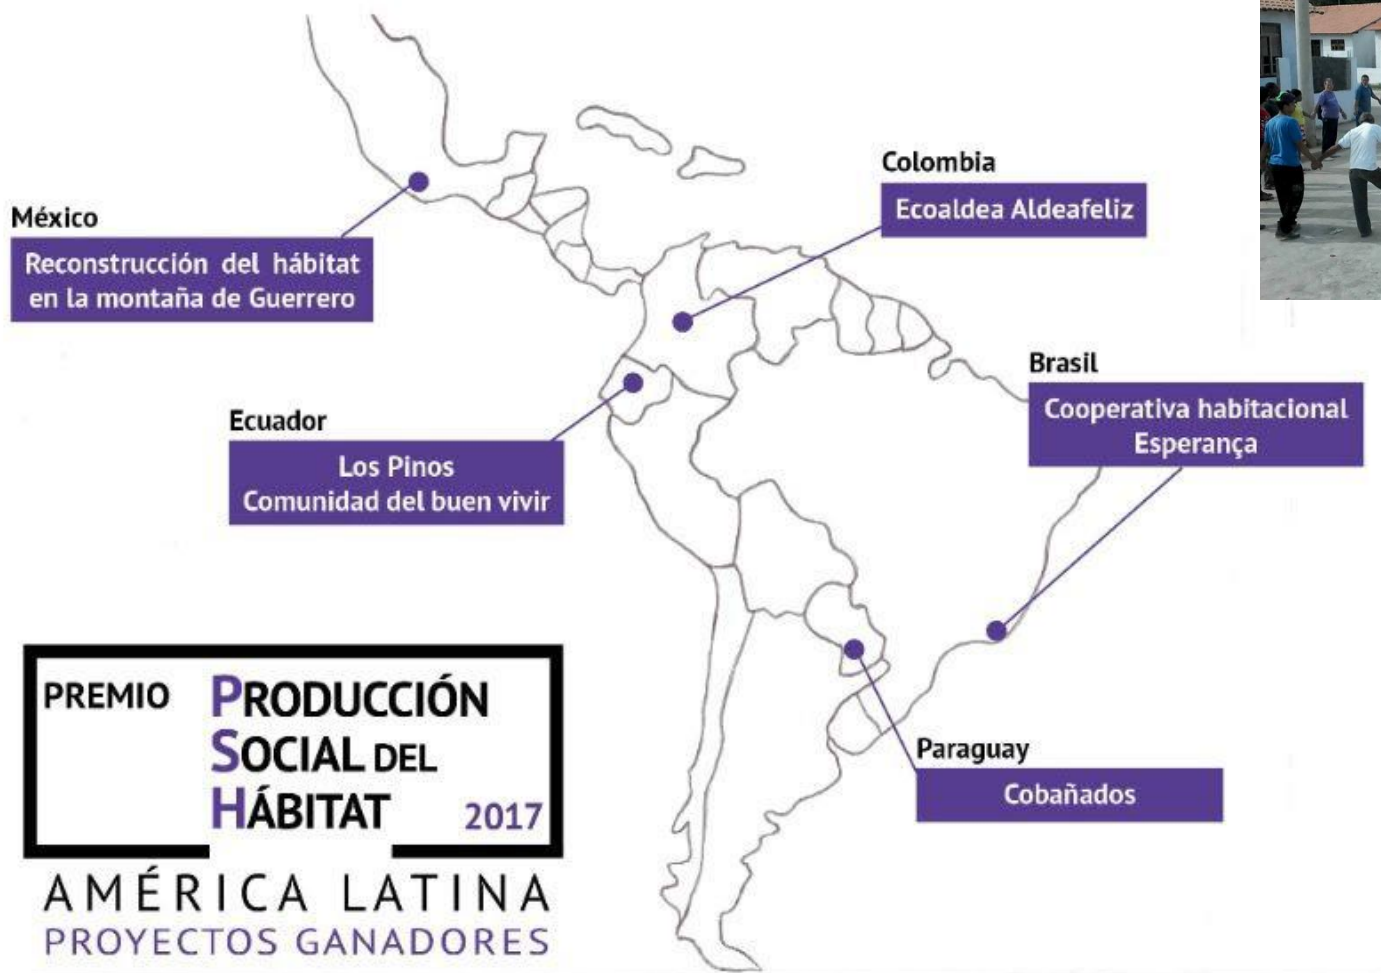 México
Reconstrucción del hábitat
en la montaña de Guerrero
Colombia
Ecoaldea Aldeafeliz
Ecuador
Los Pinos
Comunidad del buen vivir
Brasil
Cooperativa habitacional
Esperança
Paraguay
Cobañados
PREMIO PRODUCCIÓN
SOCIAL DEL
HÁBITAT 2017
AMÉRICA LATINA
PROYECTOS GANADORES